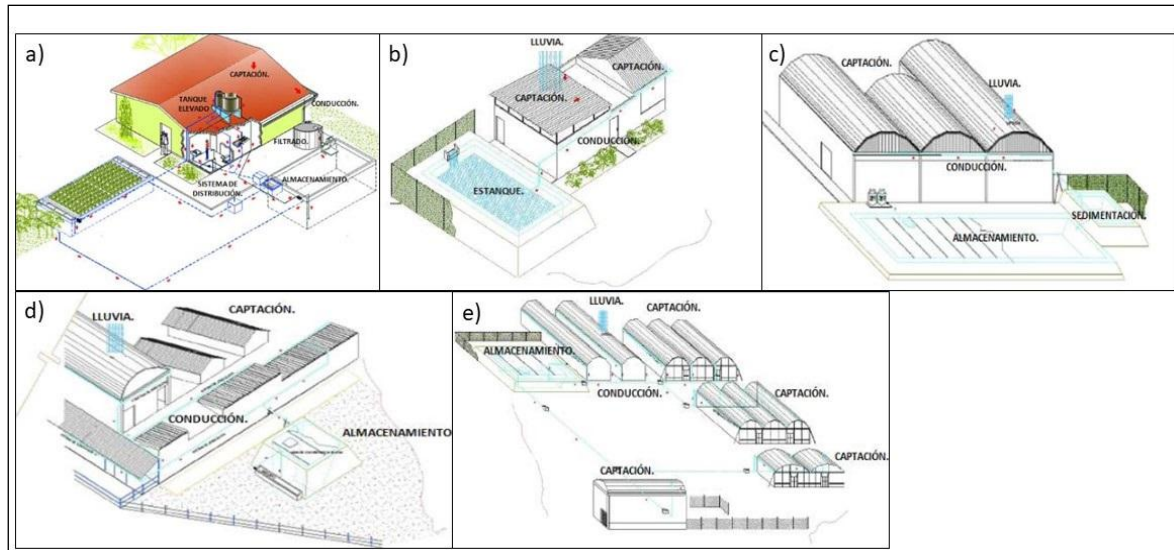 a)
CAPTACIÓN.
TANQUE
ELEVADO
CONDUCCIÓN.
FILTRADO.
SISTEMA DE
DISTRIBUCIÓN.
ALMACENAMIENTO.
b)
LLUVIA.
CAPTACIÓN.
CAPTACIÓN.
CONDUCCIÓN.
ESTANQUE.
c)
CAPTACIÓN.
LLUVIA.
CONDUCCIÓN.
SEDIMENTACIÓN.
ALMACENAMIENTO.
d)
LLUVIA.
CAPTACIÓN.
CONDUCCIÓN.
ALMACENAMIENTO
e)
LLUVIA.
CAPTACIÓN.
ALMACENAMIENTO.
CONDUCCIÓN.
CAPTACIÓN.
CAPTACIÓN.
CAPTACIÓN.